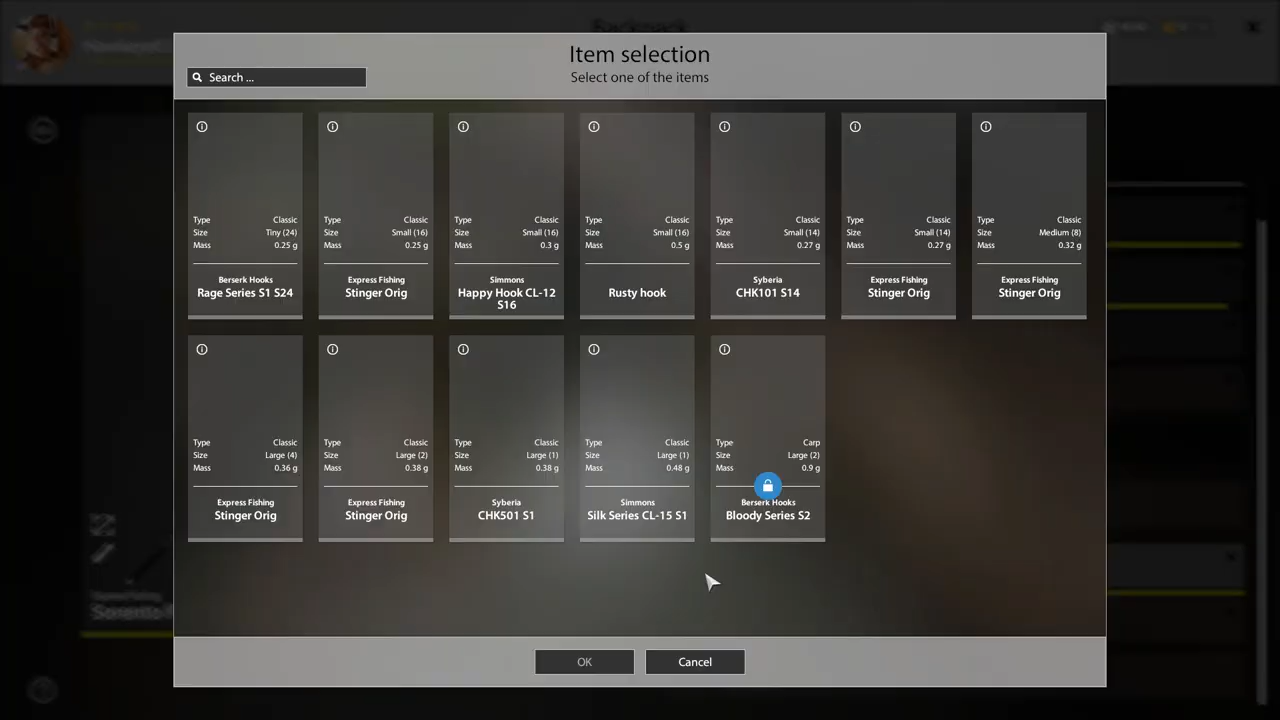 Item selection
Select one of the items
Search ...
Type Classic
Size Tiny (24)
Mass 0.25 g
Berserk Hooks
Rage Series S1 S24
Type Classic
Size Small (16)
Mass 0.25 g
Express Fishing
Stinger Orig
Type Classic
Size Small (16)
Mass 0.3 g
Simmons
Happy Hook CL-12
S16
Type Classic
Size Small (16)
Mass 0.5 g
Rusty hook
Type Classic
Size Small (14)
Mass 0.27 g
Syberia
CHK101 S14
Type Classic
Size Small (14)
Mass 0.27 g
Express Fishing
Stinger Orig
Type Classic
Size Medium (8)
Mass 0.32 g
Express Fishing
Stinger Orig
Type Classic
Size Large (4)
Mass 0.36 g
Express Fishing
Stinger Orig
Type Classic
Size Large (2)
Mass 0.38 g
Express Fishing
Stinger Orig
Type Classic
Size Large (1)
Mass 0.38 g
Syberia
CHK501 S1
Type Classic
Size Large (1)
Mass 0.48 g
Simmons
Silk Series CL-15 S1
Type Carp
Size Large (2)
Mass 0.9 g
Berserk Hooks
Bloody Series S2
OK
Cancel